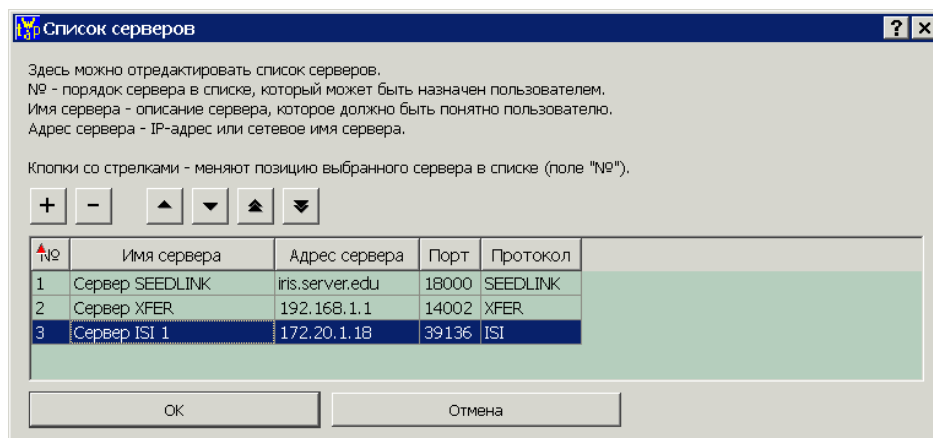 Список серверов
Здесь можно отредактировать список серверов.
№ - порядок сервера в списке, который может быть назначен пользователем.
Имя сервера - описание сервера, которое должно быть понятно пользователю.
Адрес сервера - IP-адрес или сетевое имя сервера.
Кпопки со стрелками - меняют позицию выбранного сервера в списке (поле "№").
№ Имя сервера Адрес сервера Порт Протокол
1 Сервер SEEDLINK iris.server.edu 18000 SEEDLINK
2 Сервер XFER 192.168.1.1 14002 XFER
3 Сервер ISI 1 172.20.1.18 39136 ISI
OK Отмена